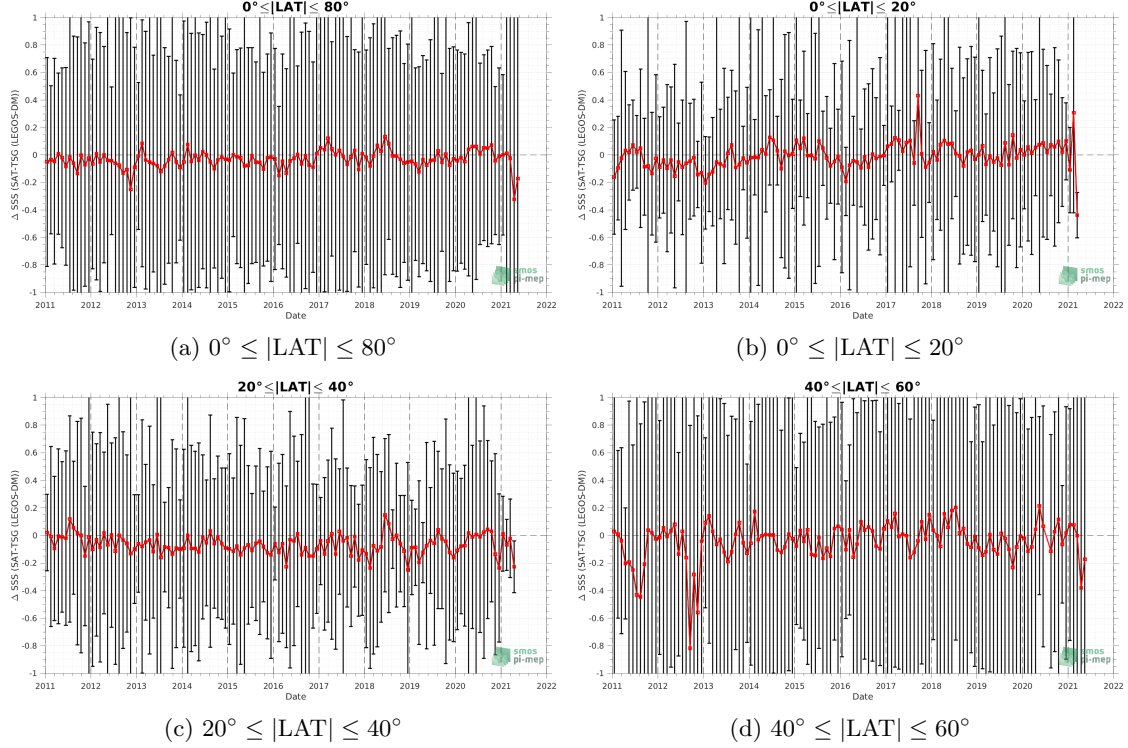 0°≤|LAT|≤ 80°
1
0.8
0.6
0.4
0.2
0
-0.2
-0.4
-0.6
-0.8
-1
Δ SSS (SAT-TSG (LEGOS-DM))
2011 2012 2013 2014 2015 2016 2017 2018 2019 2020 2021 2022
Date
smos
pi-mep
(a) 0° ≤ |LAT| ≤ 80°
0°≤|LAT|≤ 20°
1
0.8
0.6
0.4
0.2
0
-0.2
-0.4
-0.6
-0.8
-1
Δ SSS (SAT-TSG (LEGOS-DM))
2011 2012 2013 2014 2015 2016 2017 2018 2019 2020 2021 2022
Date
smos
pi-mep
(b) 0° ≤ |LAT| ≤ 20°
20°≤|LAT|≤ 40°
1
0.8
0.6
0.4
0.2
0
-0.2
-0.4
-0.6
-0.8
-1
Δ SSS (SAT-TSG (LEGOS-DM))
2011 2012 2013 2014 2015 2016 2017 2018 2019 2020 2021 2022
Date
smos
pi-mep
(c) 20° ≤ |LAT| ≤ 40°
40°≤|LAT|≤ 60°
1
0.8
0.6
0.4
0.2
0
-0.2
-0.4
-0.6
-0.8
-1
Δ SSS (SAT-TSG (LEGOS-DM))
2011 2012 2013 2014 2015 2016 2017 2018 2019 2020 2021 2022
Date
smos
pi-mep
(d) 40° ≤ |LAT| ≤ 60°